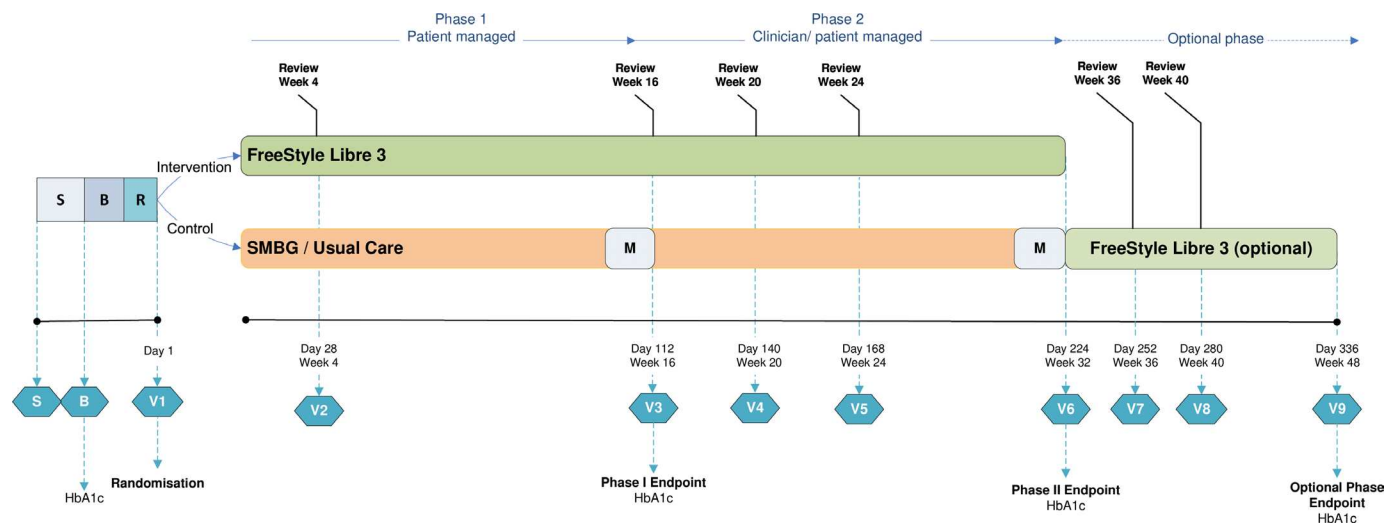 Phase 1
Patient managed
Phase 2
Clinician/ patient managed
Optional phase
Review
Week 4
Review
Week 16
Review
Week 20
Review
Week 24
Review
Week 36
Review
Week 40
Intervention
FreeStyle Libre 3
S
B
R
Control
SMBG / Usual Care
M
M
FreeStyle Libre 3 (optional)
Day 1
Day 28
Week 4
Day 112
Week 16
Day 140
Week 20
Day 168
Week 24
Day 224
Week 32
Day 252
Week 36
Day 280
Week 40
Day 336
Week 48
S
B
V1
V2
V3
V4
V5
V6
V7
V8
V9
HbA1c
Randomisation
Phase I Endpoint
HbA1c
Phase II Endpoint
HbA1c
Optional Phase
Endpoint
HbA1c